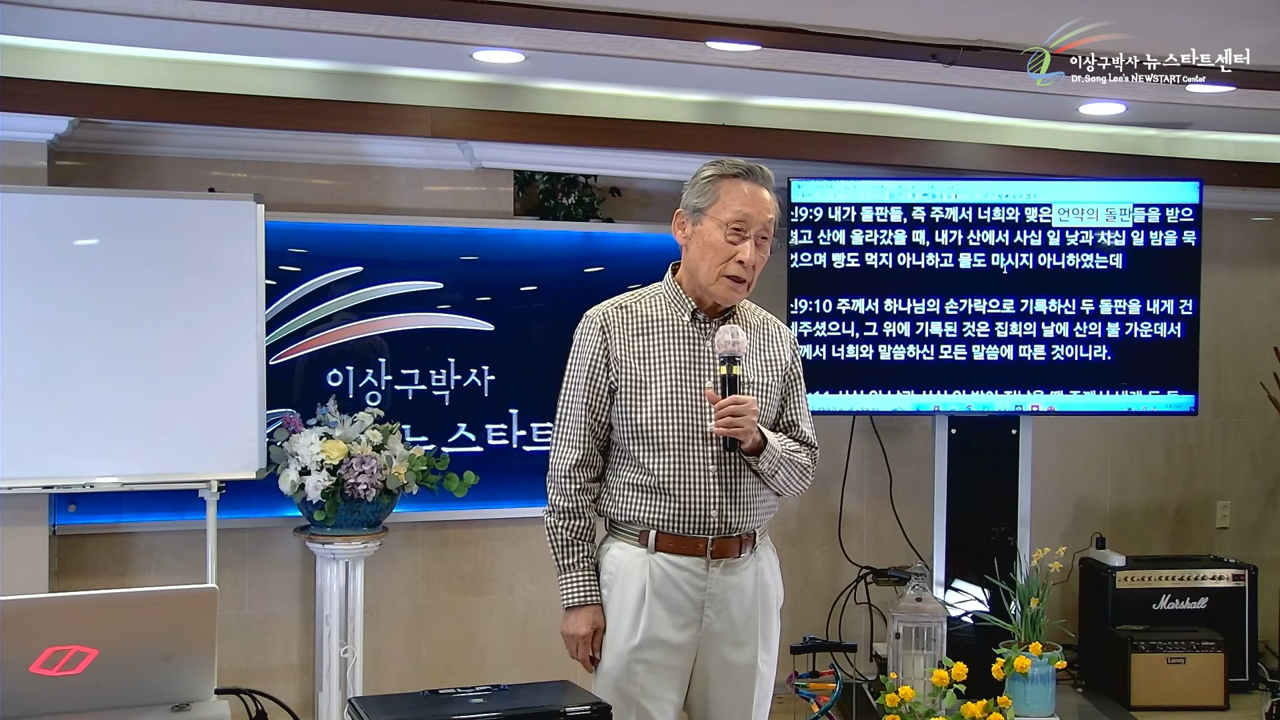 이상구박사 뉴스타트센터
Dr. Sang Lee's NEWSTART Center
신9:9 내가 돌판들, 즉 주께서 너희와 맺은 언약의 돌판들을 받으
려고 산에 올라갔을 때, 내가 산에서 사십 일 낮과 사십 일 밤을 묵
었으며 빵도 먹지 아니하고 물도 마시지 아니하였는데
신9:10 주께서 하나님의 손가락으로 기록하신 두 돌판을 내게 건
네주셨으니, 그 위에 기록된 것은 집회의 날에 산의 불 가운데서
주께서 너희와 말씀하신 모든 말씀에 따른 것이니라.
이상구박사
뉴스타트
Marshall
Laney